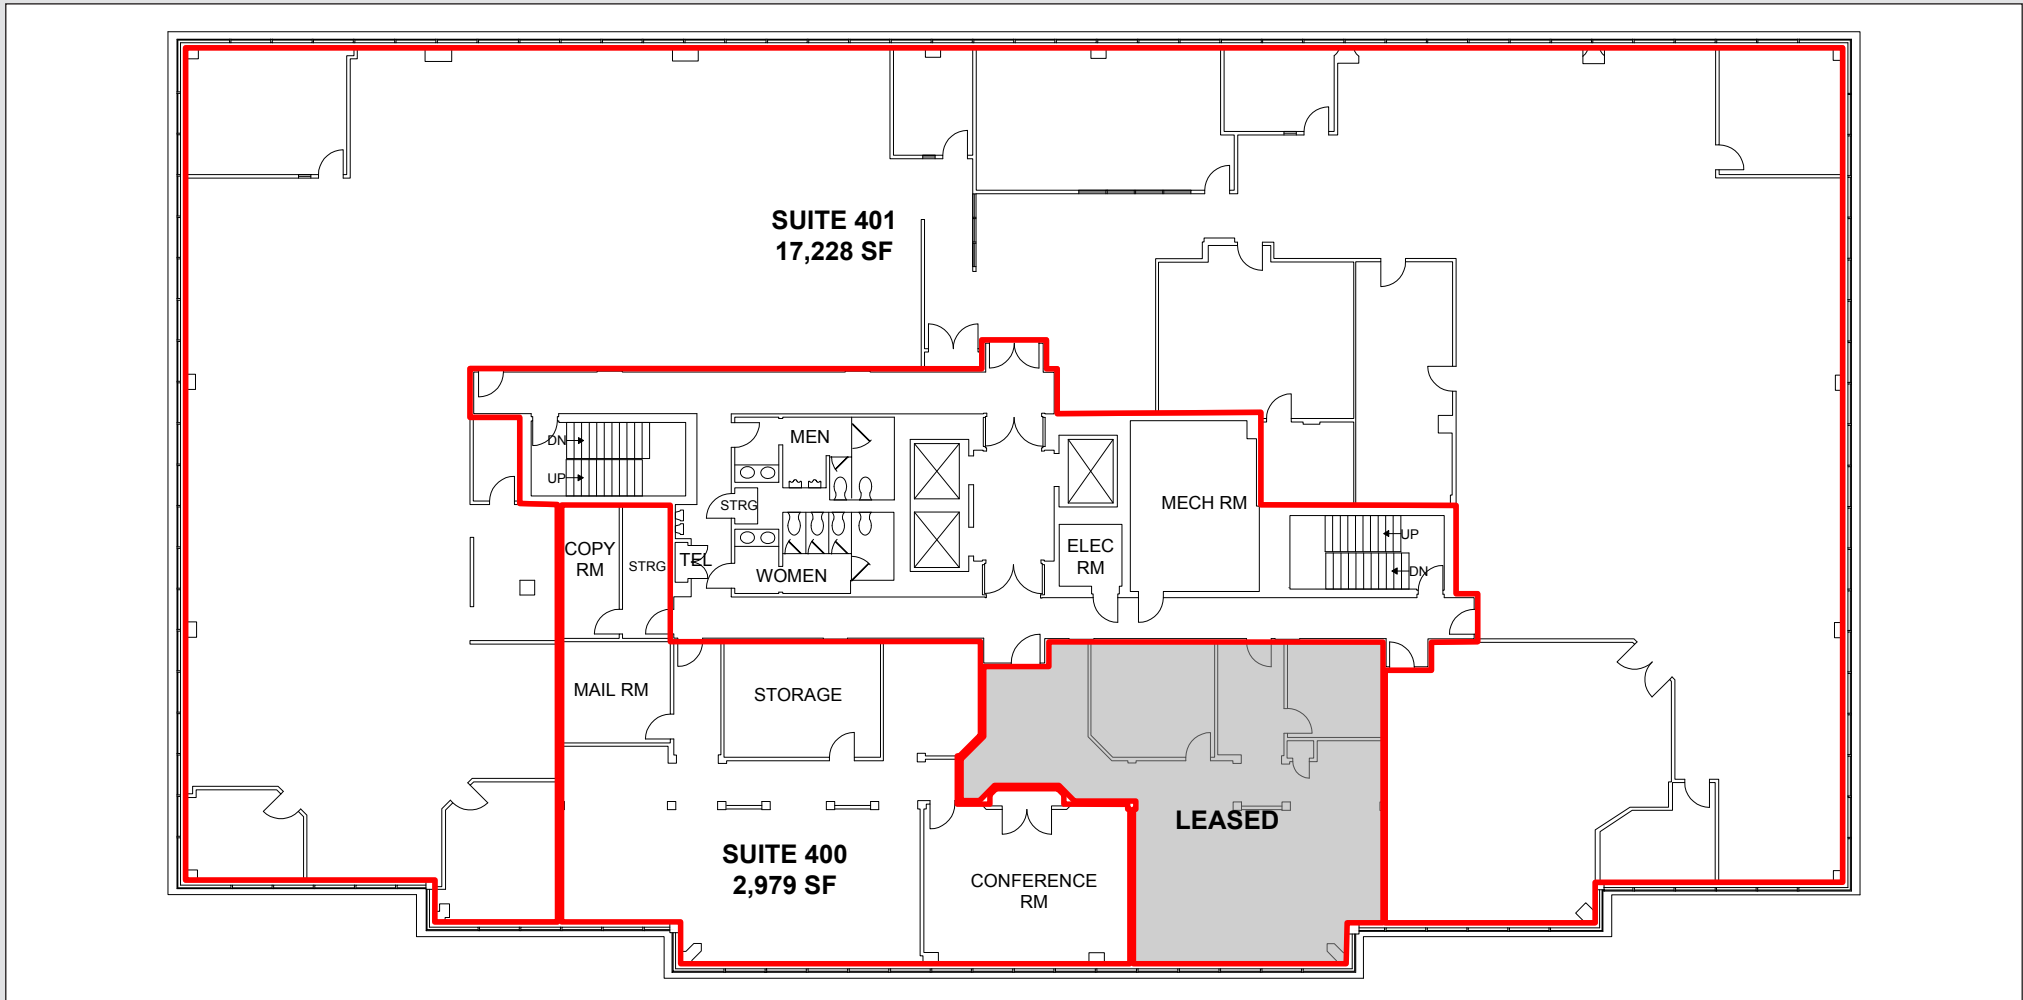 SUITE 401
17,228 SF
DN
UP
MEN
STRG
WOMEN
TEL
COPY
RM
STRG
MECH RM
ELEC
RM
UP
DN
MAIL RM
STORAGE
LEASED
SUITE 400
2,979 SF
CONFERENCE
RM